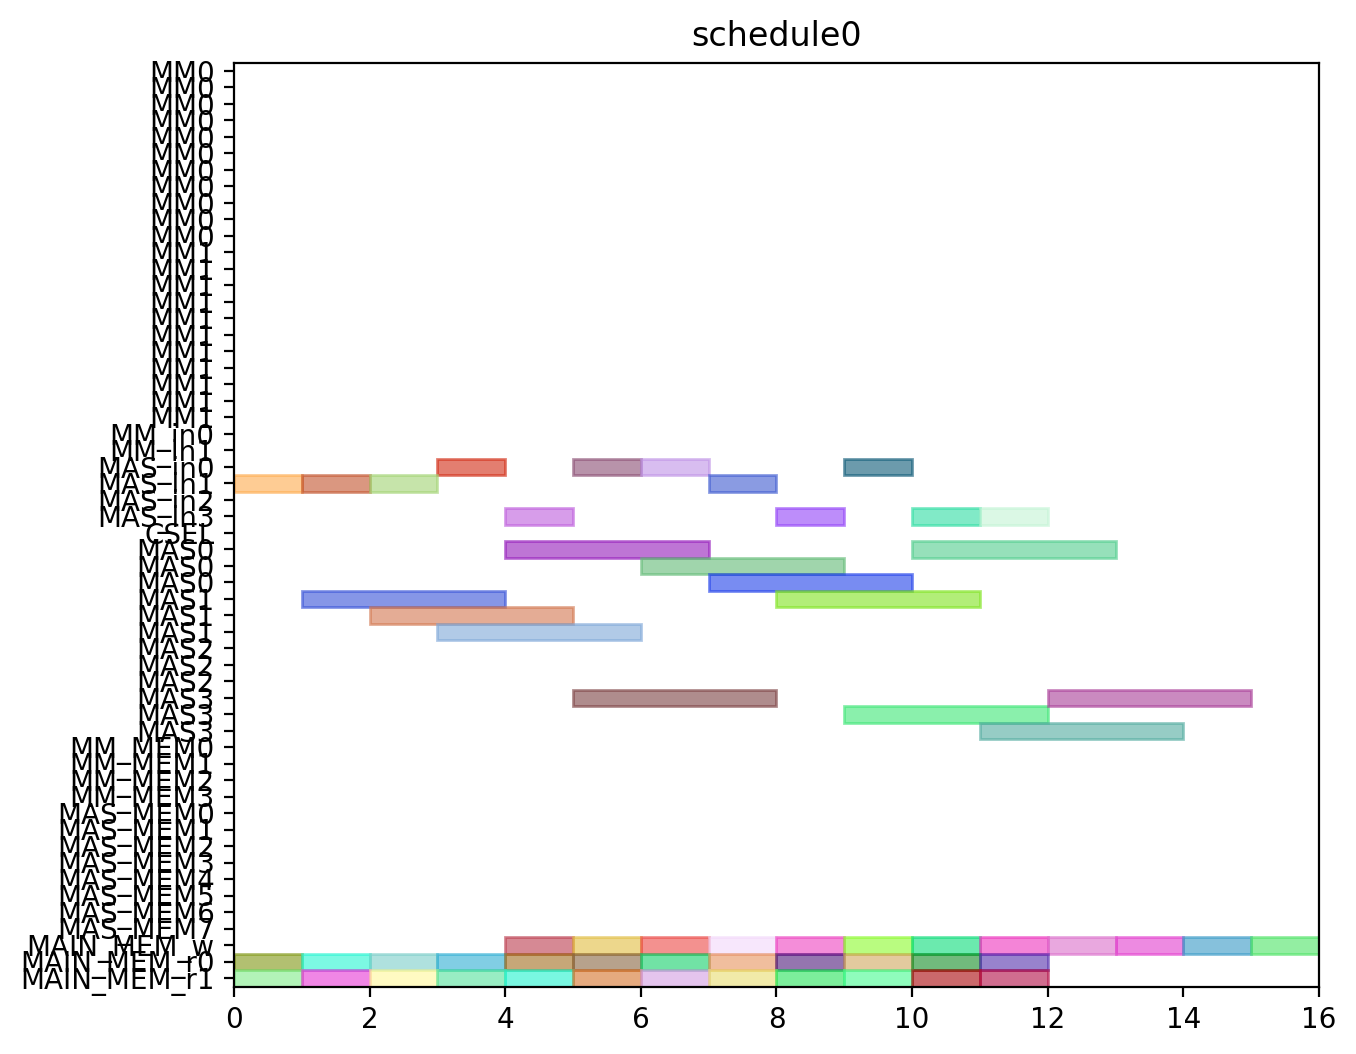 schedule0
MM0
MM0
MM0
MM0
MM0
MM0
MM0
MM0
MM0
MM0
MM0
MM1
MM1
MM1
MM1
MM1
MM1
MM1
MM1
MM1
MM1
MM1
MM_in0
MM_in1
MAS_in0
MAS_in1
MAS_in2
MAS_in3
CSEL
MAS0
MAS0
MAS0
MAS1
MAS1
MAS1
MAS2
MAS2
MAS2
MAS3
MAS3
MAS3
MM_MEM0
MM_MEM1
MM_MEM2
MM_MEM3
MAS_MEM0
MAS_MEM1
MAS_MEM2
MAS_MEM3
MAS_MEM4
MAS_MEM5
MAS_MEM6
MAS_MEM7
MAIN_MEM_w
MAIN_MEM_r0
MAIN_MEM_r1
0 2 4 6 8 10 12 14 16